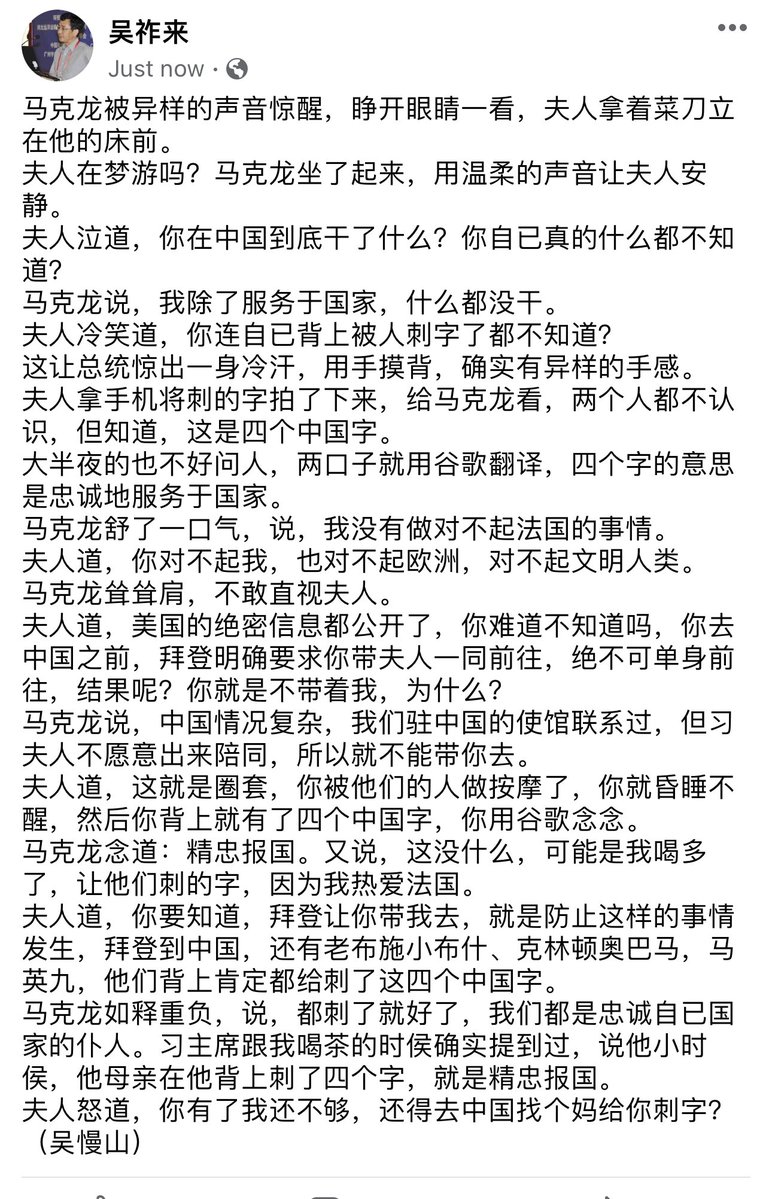 吴祚来
Just now ·
马克龙被异样的声音惊醒，睁开眼睛一看，夫人拿着菜刀立
在他的床前。
夫人在梦游吗？马克龙坐了起来，用温柔的声音让夫人安
静。
夫人泣道，你在中国到底干了什么？你自已真的什么都不知
道？
马克龙说，我除了服务于国家，什么都没干。
夫人冷笑道，你连自已背上被人刺字了都不知道？
这让总统惊出一身冷汗，用手摸背，确实有异样的手感。
夫人拿手机将刺的字拍了下来，给马克龙看，两个人都不认
识，但知道，这是四个中国字。
大半夜的也不好问人，两口子就用谷歌翻译，四个字的意思
是忠诚地服务于国家。
马克龙舒了一口气，说，我没有做对不起法国的事情。
夫人道，你对不起我，也对不起欧洲，对不起文明人类。
马克龙耸耸肩，不敢直视夫人。
夫人道，美国的绝密信息都公开了，你难道不知道吗，你去
中国之前，拜登明确要求你带夫人一同前往，绝不可单身前
往，结果呢？你就是不带着我，为什么？
马克龙说，中国情况复杂，我们驻中国的使馆联系过，但习
夫人不愿意出来陪同，所以就不能带你去。
夫人道，这就是圈套，你被他们的人做按摩了，你就昏睡不
醒，然后你背上就有了四个中国字，你用谷歌念念。
马克龙念道：精忠报国。又说，这没什么，可能是我喝多
了，让他们刺的字，因为我热爱法国。
夫人道，你要知道，拜登让你带我去，就是防止这样的事情
发生，拜登到中国，还有老布施小布什、克林顿奥巴马，马
英九，他们背上肯定都给刺了这四个中国字。
马克龙如释重负，说，都刺了就好了，我们都是忠诚自已国
家的仆人。习主席跟我喝茶的时侯确实提到过，说他小时
侯，他母亲在他背上刺了四个字，就是精忠报国。
夫人怒道，你有了我还不够，还得去中国找个妈给你刺字？
（吴慢山）